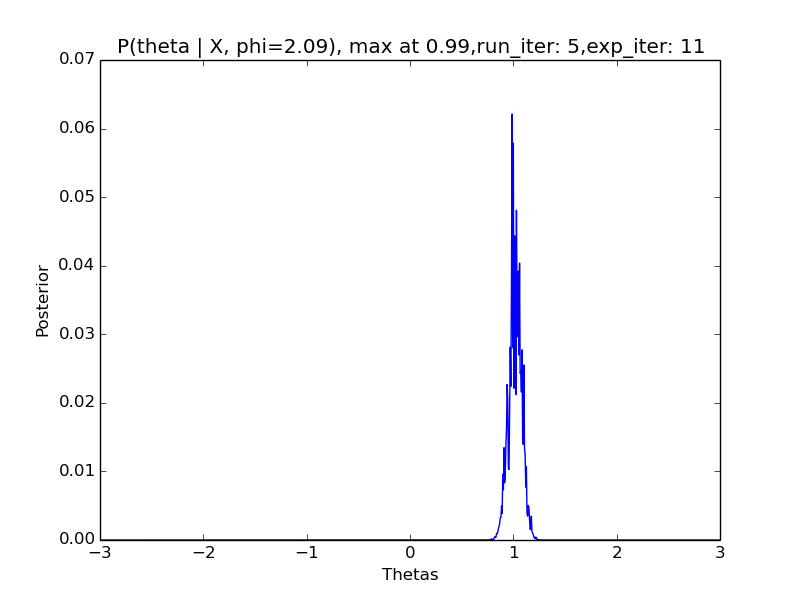 P(theta | X, phi=2.09), max at 0.99,run_iter: 5,exp_iter: 11
0.07
0.06
0.05
0.04
0.03
0.02
0.01
0.00
Posterior
−3 −2 −1 0 1 2 3
Thetas